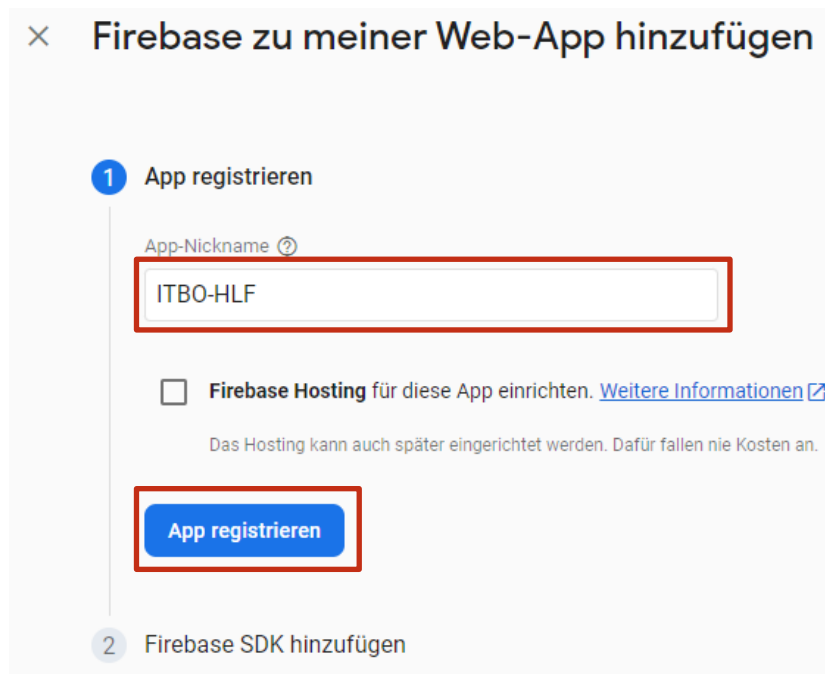 Firebase zu meiner Web-App hinzufügen
1 App registrieren
App-Nickname
ITBO-HLF
Firebase Hosting für diese App einrichten. Weitere Informationen
Das Hosting kann auch später eingerichtet werden. Dafür fallen nie Kosten an.
App registrieren
2 Firebase SDK hinzufügen